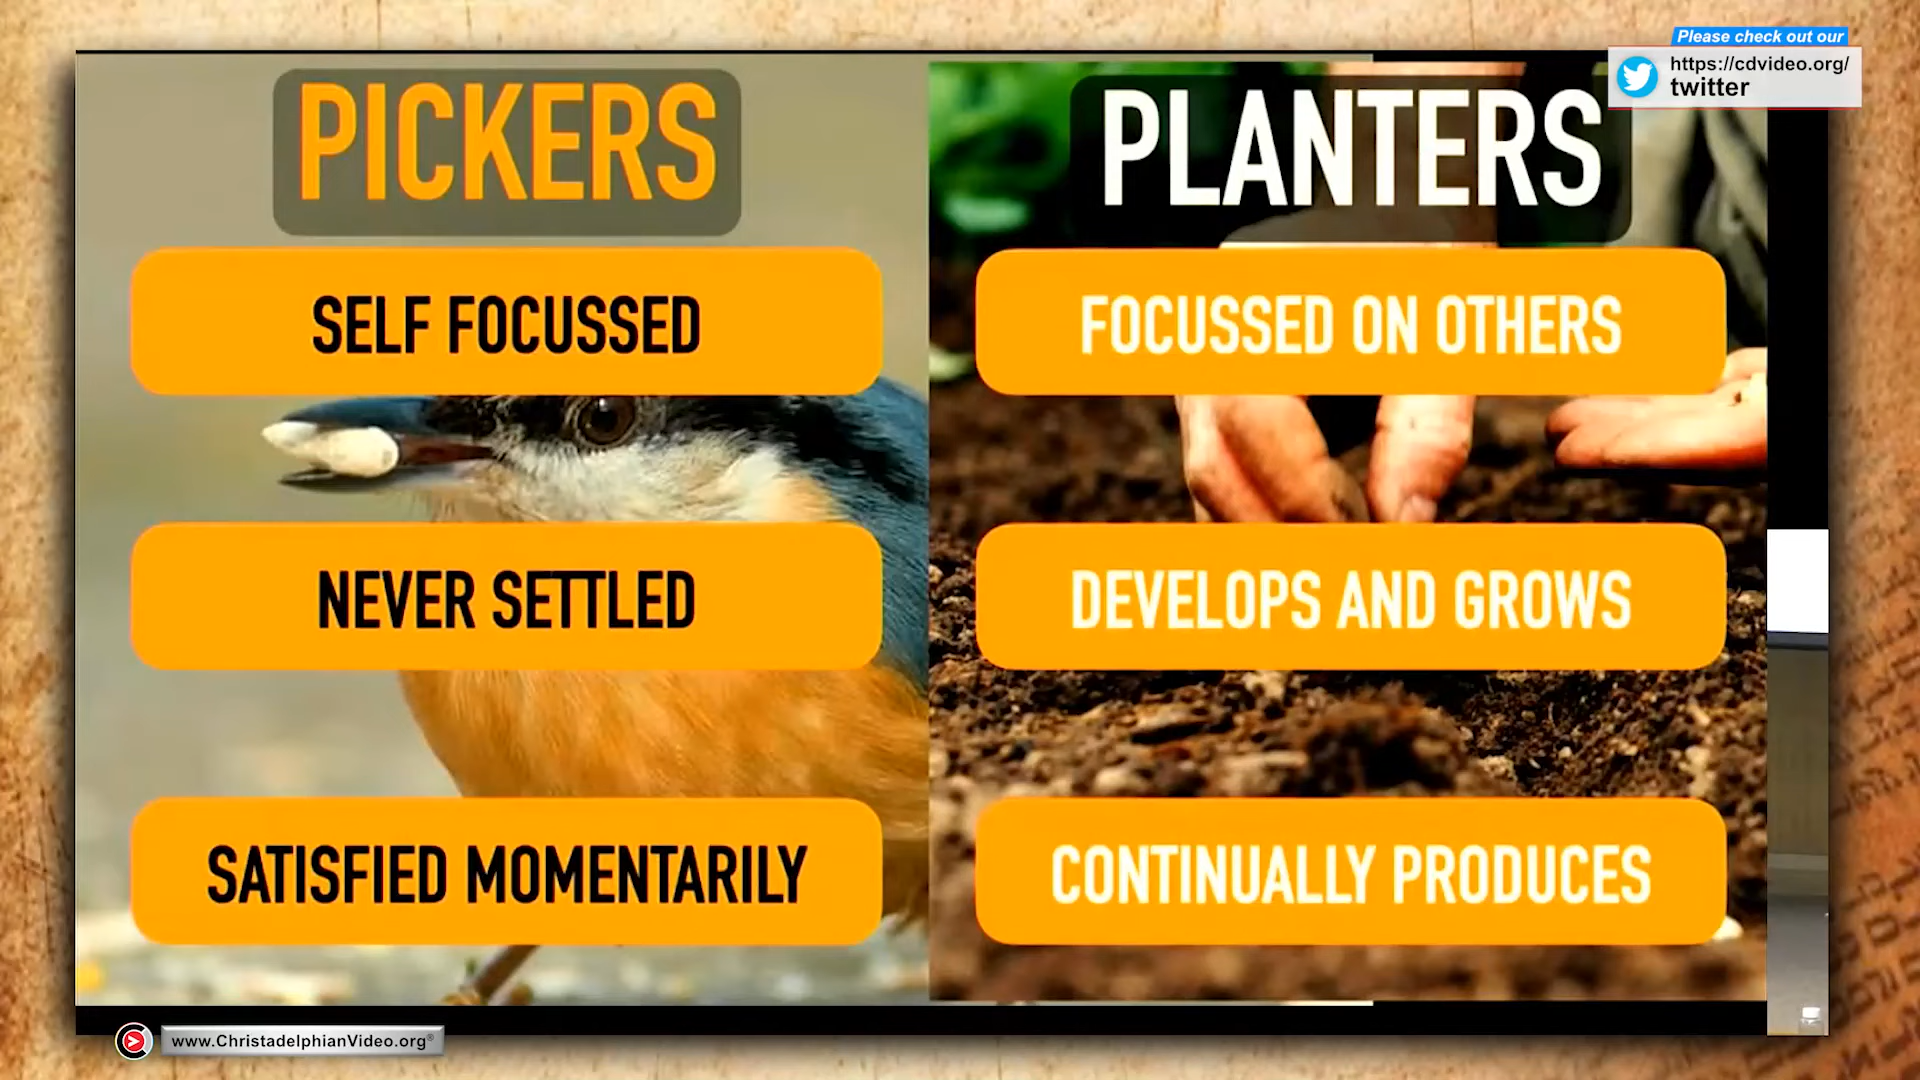 Please check out our
https://cdvideo.org/
twitter
PICKERS
SELF FOCUSSED
NEVER SETTLED
SATISFIED MOMENTARILY
PLANTERS
FOCUSSED ON OTHERS
DEVELOPS AND GROWS
CONTINUALLY PRODUCES
www.ChristadelphianVideo.org®